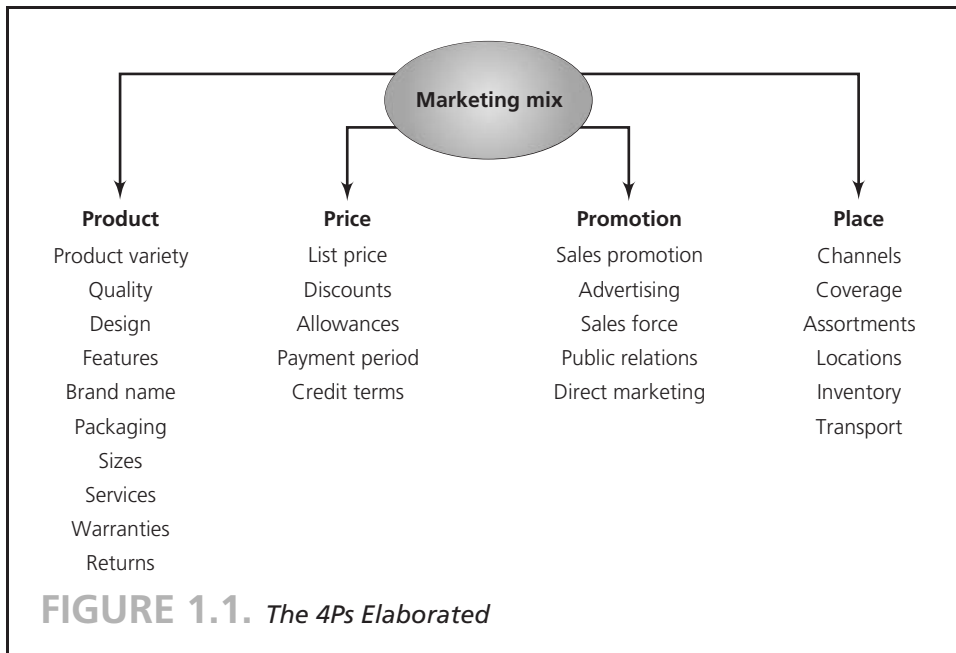 Marketing mix
Product
Product variety
Quality
Design
Features
Brand name
Packaging
Sizes
Services
Warranties
Returns
Price
List price
Discounts
Allowances
Payment period
Credit terms
Promotion
Sales promotion
Advertising
Sales force
Public relations
Direct marketing
Place
Channels
Coverage
Assortments
Locations
Inventory
Transport
FIGURE 1.1. The 4Ps Elaborated